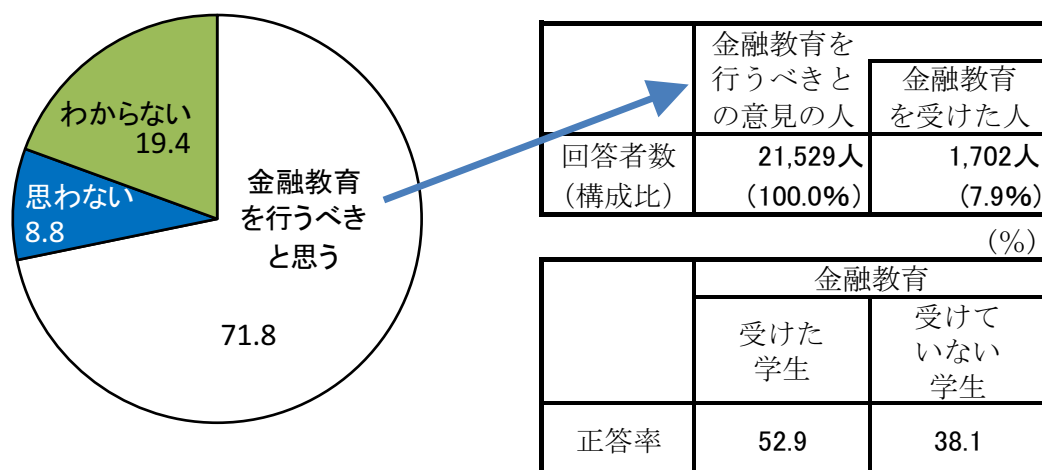 わからない
19.4
思わない
8.8
金融教育
を行うべき
と思う
71.8
金融教育を
行うべきと
の意見の人
金融教育
を受けた人
回答者数
21,529人
1,702人
(構成比)
(100.0%)
(7.9%)
(%)
金融教育
受けた
学生
受けて
いない
学生
正答率
52.9
38.1